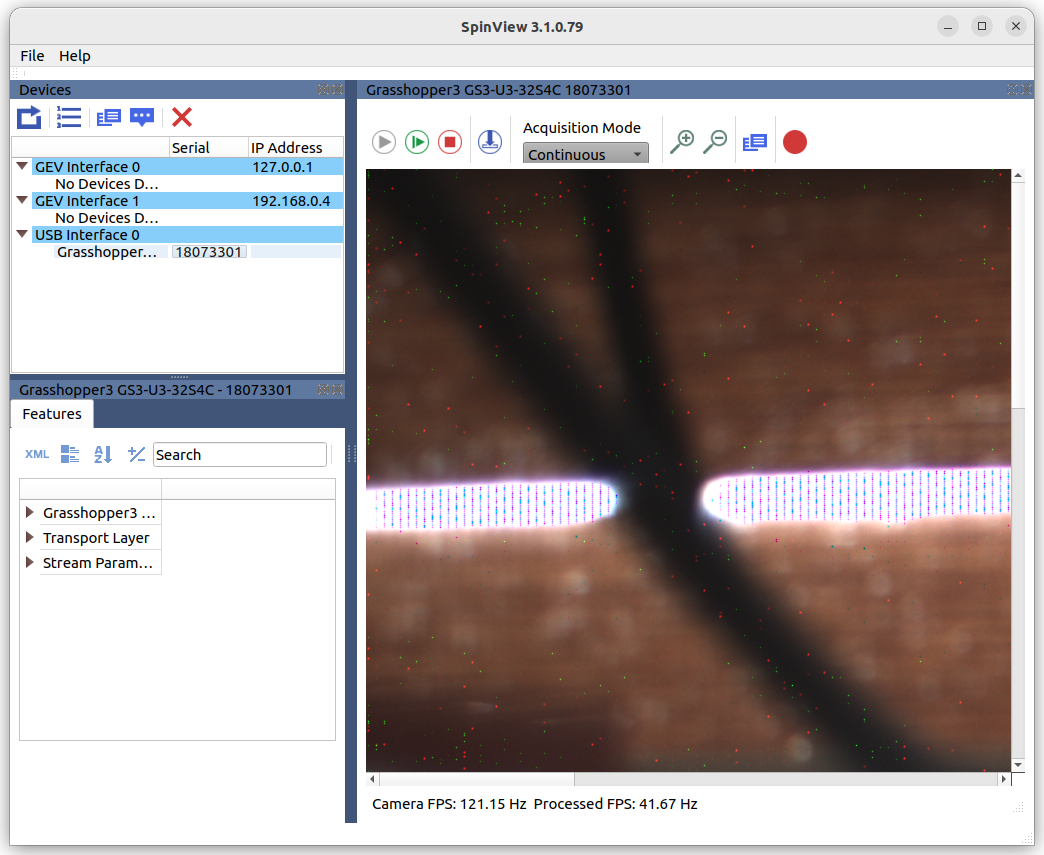 SpinView 3.1.0.79
File Help
Devices
Serial IP Address
GEV Interface 0 127.0.0.1
No Devices D...
GEV Interface 1 192.168.0.4
No Devices D...
USB Interface 0
Grasshopper... 18073301
Grasshopper3 GS3-U3-32S4C - 18073301
Features
XML AZ Search
Grasshopper3 ...
Transport Layer
Stream Param...
Grasshopper3 GS3-U3-32S4C 18073301
Acquisition Mode
Continuous
Camera FPS: 121.15 Hz Processed FPS: 41.67 Hz